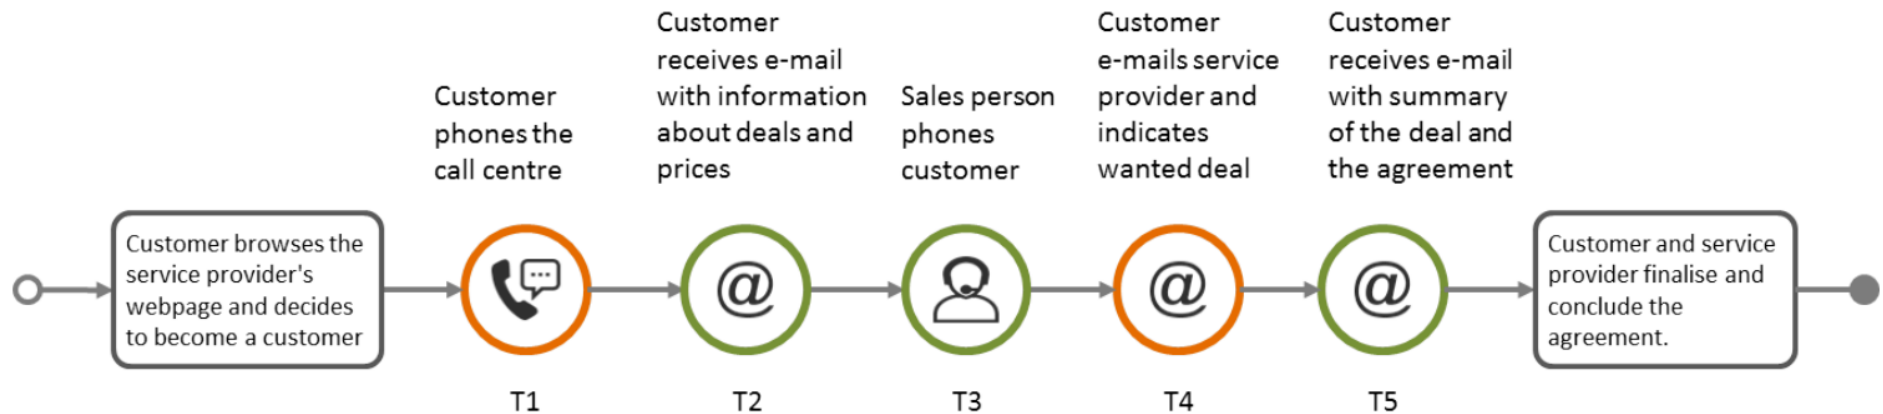 Customer browses the
service provider's
webpage and decides
to become a customer
Customer
phones the
call centre
T1
Customer
receives e-mail
with information
about deals and
prices
@
T2
Sales person
phones
customer
T3
Customer
e-mails service
provider and
indicates
wanted deal
@
T4
Customer
receives e-mail
with summary
of the deal and
the agreement
@
T5
Customer and service
provider finalise and
conclude the
agreement.